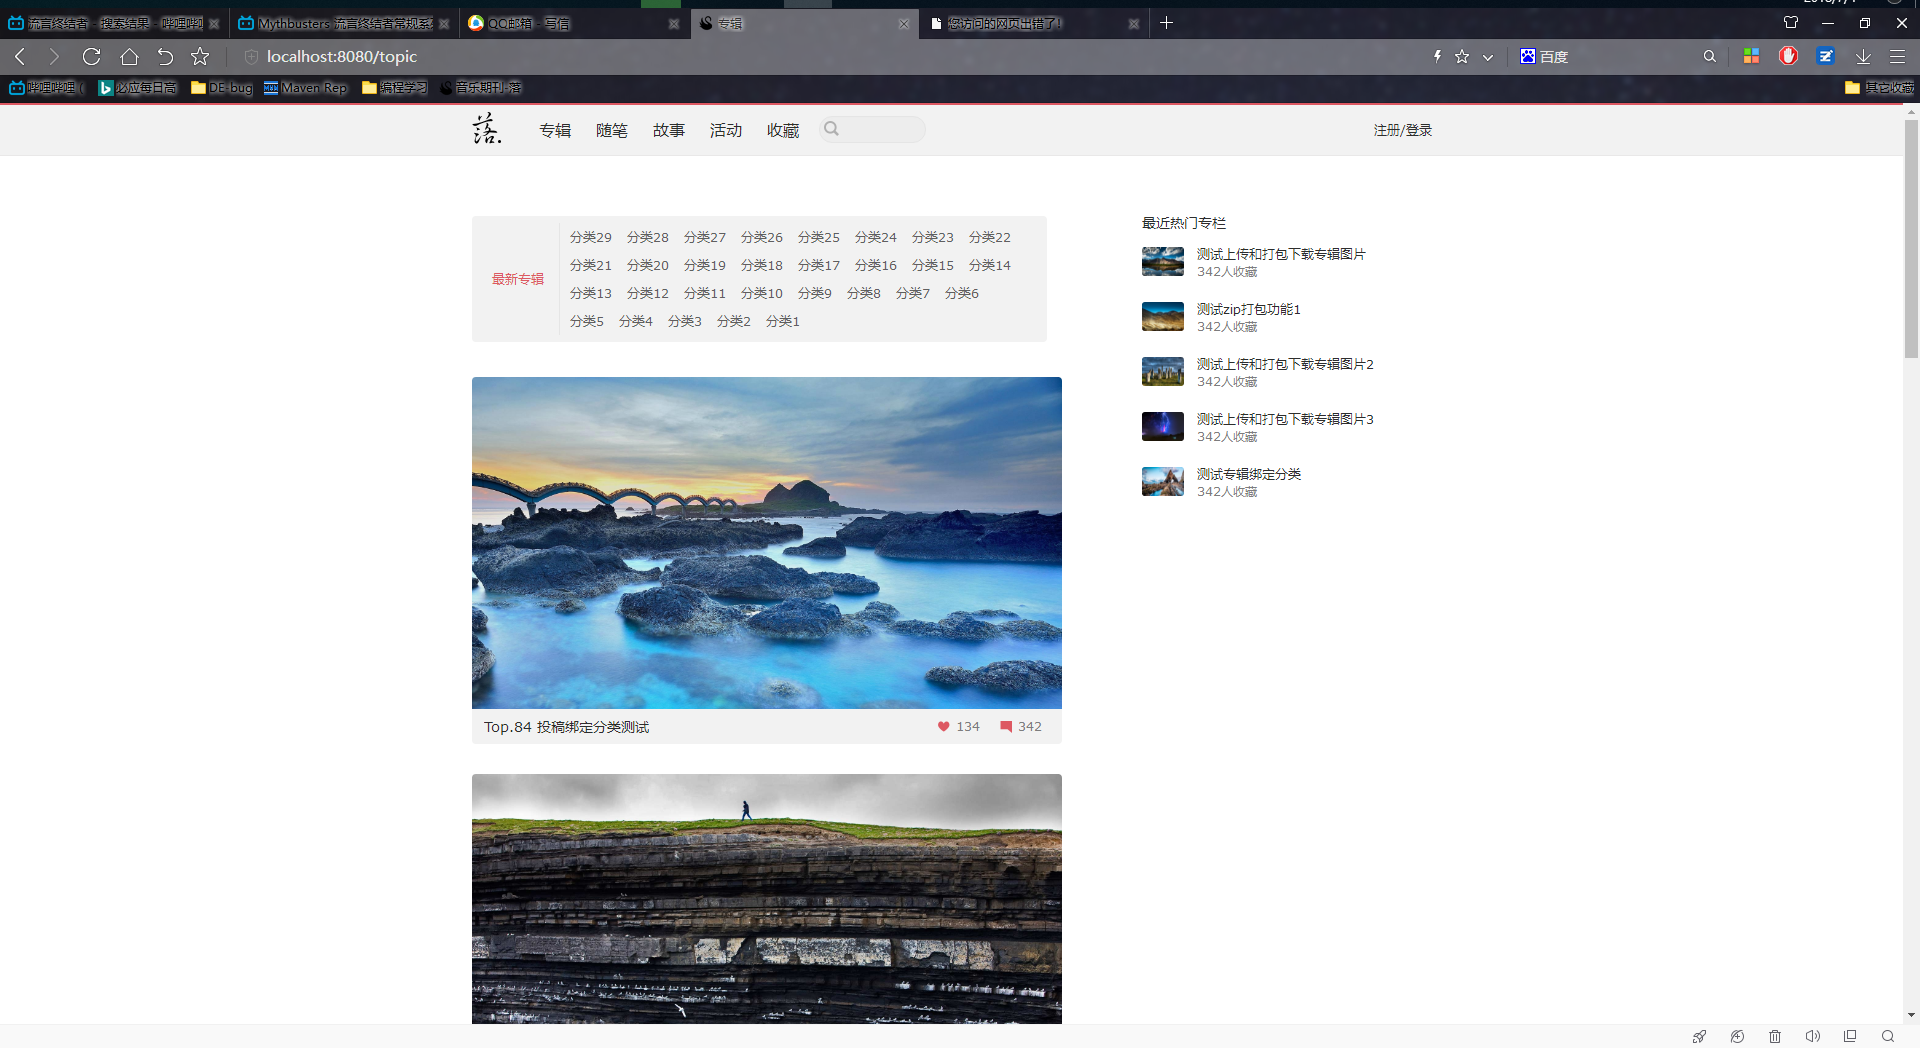 流言终结者 - 搜索结果 - 哔哩哔哩
Mythbusters 流言终结者常规系
QQ邮箱 - 写信
专辑
您访问的网页出错了!
localhost:8080/topic
百度
哔哩哔哩 (
必应每日高
DE-bug
Maven Rep
编程学习
音乐期刊·落
其它收藏
落.
专辑 随笔 故事 活动 收藏
注册/登录
最新专辑
分类29 分类28 分类27 分类26 分类25 分类24 分类23 分类22
分类21 分类20 分类19 分类18 分类17 分类16 分类15 分类14
分类13 分类12 分类11 分类10 分类9 分类8 分类7 分类6
分类5 分类4 分类3 分类2 分类1
Top.84 投稿绑定分类测试
134
342
最近热门专栏
测试上传和打包下载专辑图片
342人收藏
测试zip打包功能1
342人收藏
测试上传和打包下载专辑图片2
342人收藏
测试上传和打包下载专辑图片3
342人收藏
测试专辑绑定分类
342人收藏